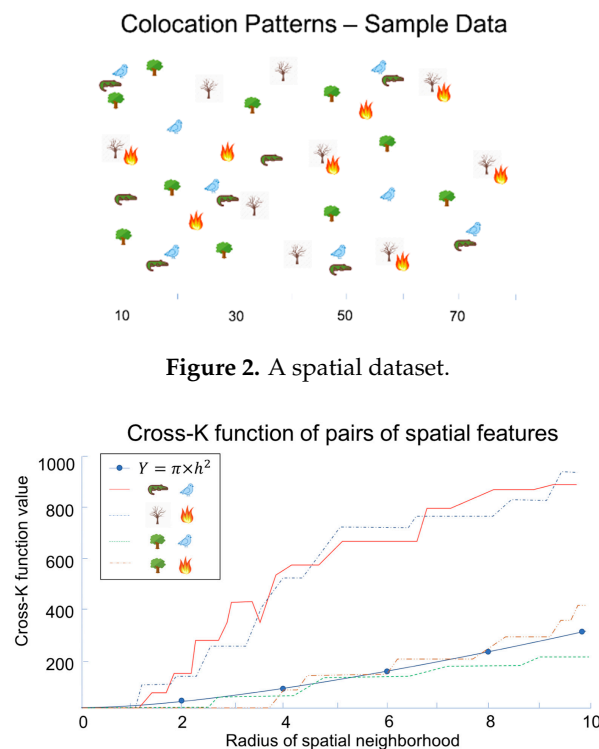 Colocation Patterns – Sample Data
10 30 50 70
Figure 2. A spatial dataset.
Cross-K function of pairs of spatial features
Y = π×h²
Cross-K function value
1000
800
600
400
200
0 2 4 6 8 10
Radius of spatial neighborhood